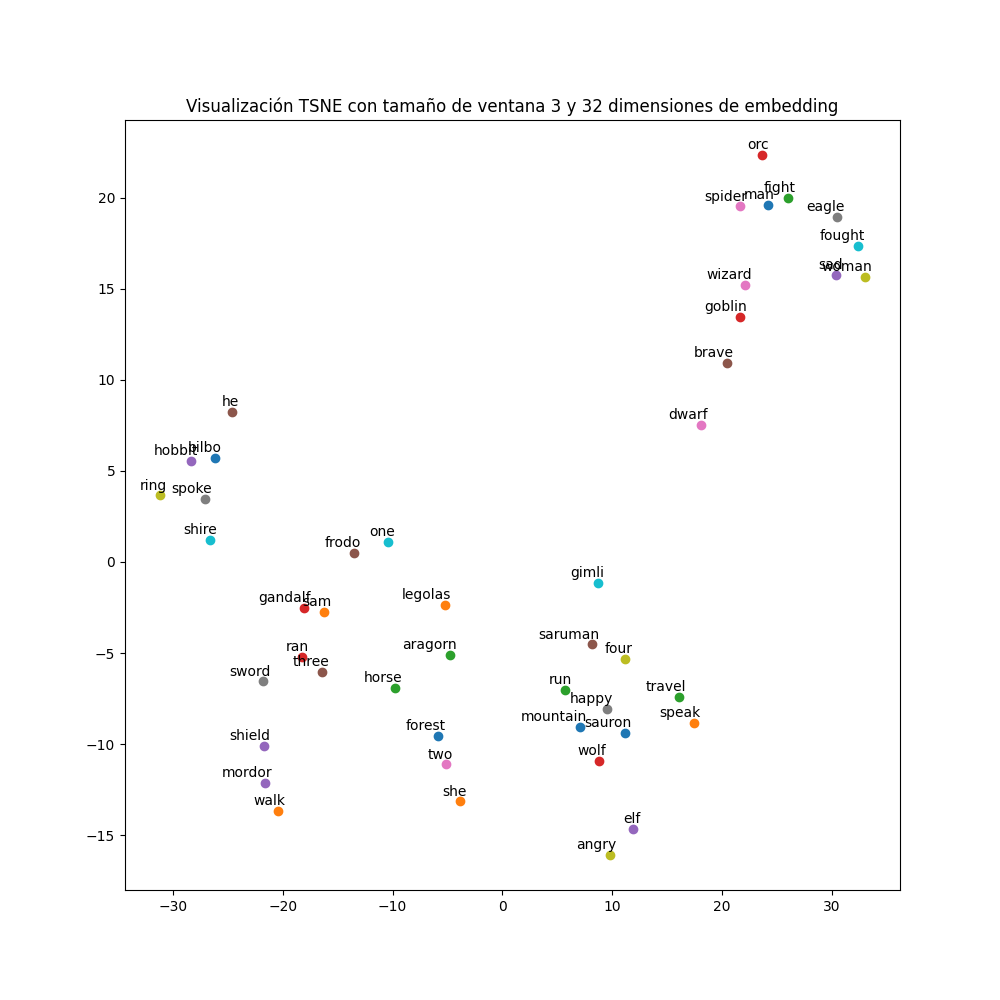 Visualización TSNE con tamaño de ventana 3 y 32 dimensiones de embedding
orc
fight
man
spider
eagle
20
fought
sad
woman
wizard
15
goblin
brave
10
he
dwarf
bilbo
hobbit
5
ring
spoke
shire
one
frodo
0
gimli
legolas
gandalf
sam
saruman
aragorn
four
ran
-5
three
sword
horse
run
travel
happy
speak
mountain
sauron
forest
shield
-10
two
wolf
mordor
she
walk
elf
-15
angry
-30 -20 -10 0 10 20 30